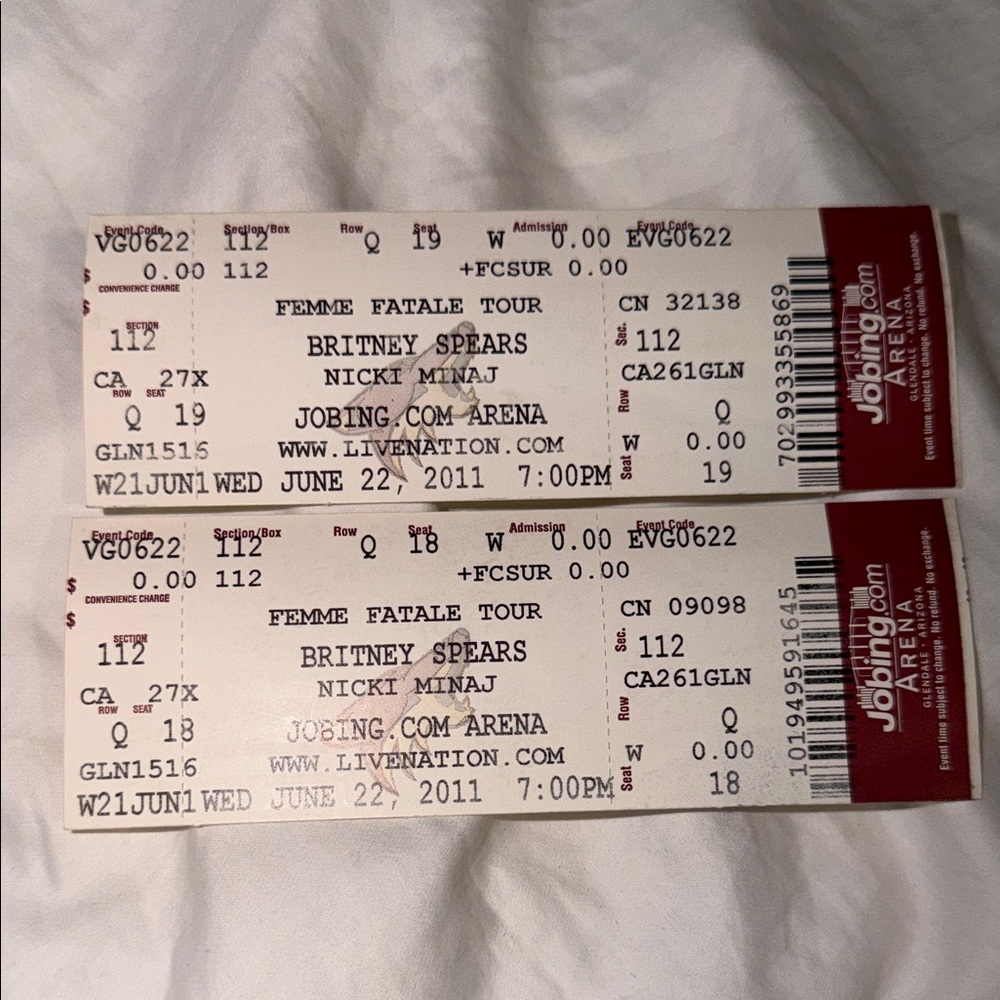 Event Code Section/Box Row Seat Admission Event Code
VG0622 112 Q 19 W 0.00 EVG0622
$ 0.00 112 +FCSUR 0.00
CONVENIENCE CHARGE
$ FEMME FATALE TOUR CN 32138
SECTION
112 BRITNEY SPEARS Sec. 112
CA 27X NICKI MINAJ CA261GLN
ROW SEAT
Q 19 JOBING.COM ARENA Row Q
GLN1516 WWW.LIVENATION.COM W 0.00
W21JUN1 WED JUNE 22, 2011 7:00PM Seat 19
702993355869
Jobing.com
ARENA
GLENDALE · ARIZONA
Event time subject to change. No refund. No exchange.
Event Code Section/Box Row Seat Admission Event Code
VG0622 112 Q 18 W 0.00 EVG0622
$ 0.00 112 +FCSUR 0.00
CONVENIENCE CHARGE
$ FEMME FATALE TOUR CN 09098
SECTION
112 BRITNEY SPEARS Sec. 112
CA 27X NICKI MINAJ CA261GLN
ROW SEAT
Q 18 JOBING.COM ARENA Row Q
GLN1516 WWW.LIVENATION.COM W 0.00
W21JUN1 WED JUNE 22, 2011 7:00PM Seat 18
101949591645
Jobing.com
ARENA
GLENDALE · ARIZONA
Event time subject to change. No refund. No exchange.